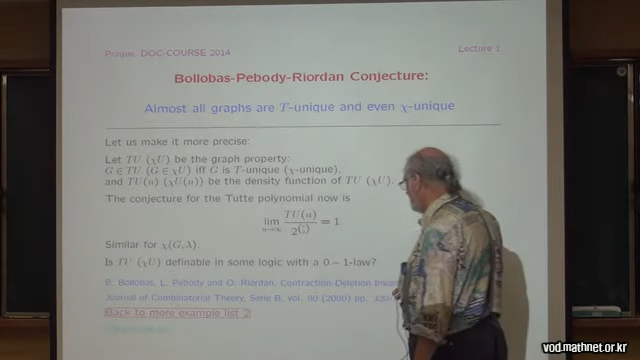 Prague, DOC-COURSE 2014
Lecture 1
Bollobas-Pebody-Riordan Conjecture:
Almost all graphs are T-unique and even χ-unique
Let us make it more precise:
Let TU (χU) be the graph property:
G ∈ TU (G ∈ χU) iff G is T-unique (χ-unique),
and TU(n) (χU(n)) be the density function of TU (χU).
The conjecture for the Tutte polynomial now is
lim n→∞ TU(n) / 2^(n 2) = 1
Similar for χ(G, λ).
Is TU (χU) definable in some logic with a 0 − 1-law?
B. Bollobas, L. Pebody and O. Riordan, Contraction-Deletion
Journal of Combinatorial Theory, Serie B, vol. 80 (2000) pp.
Back to more example list 2
vod.mathnet.or.kr